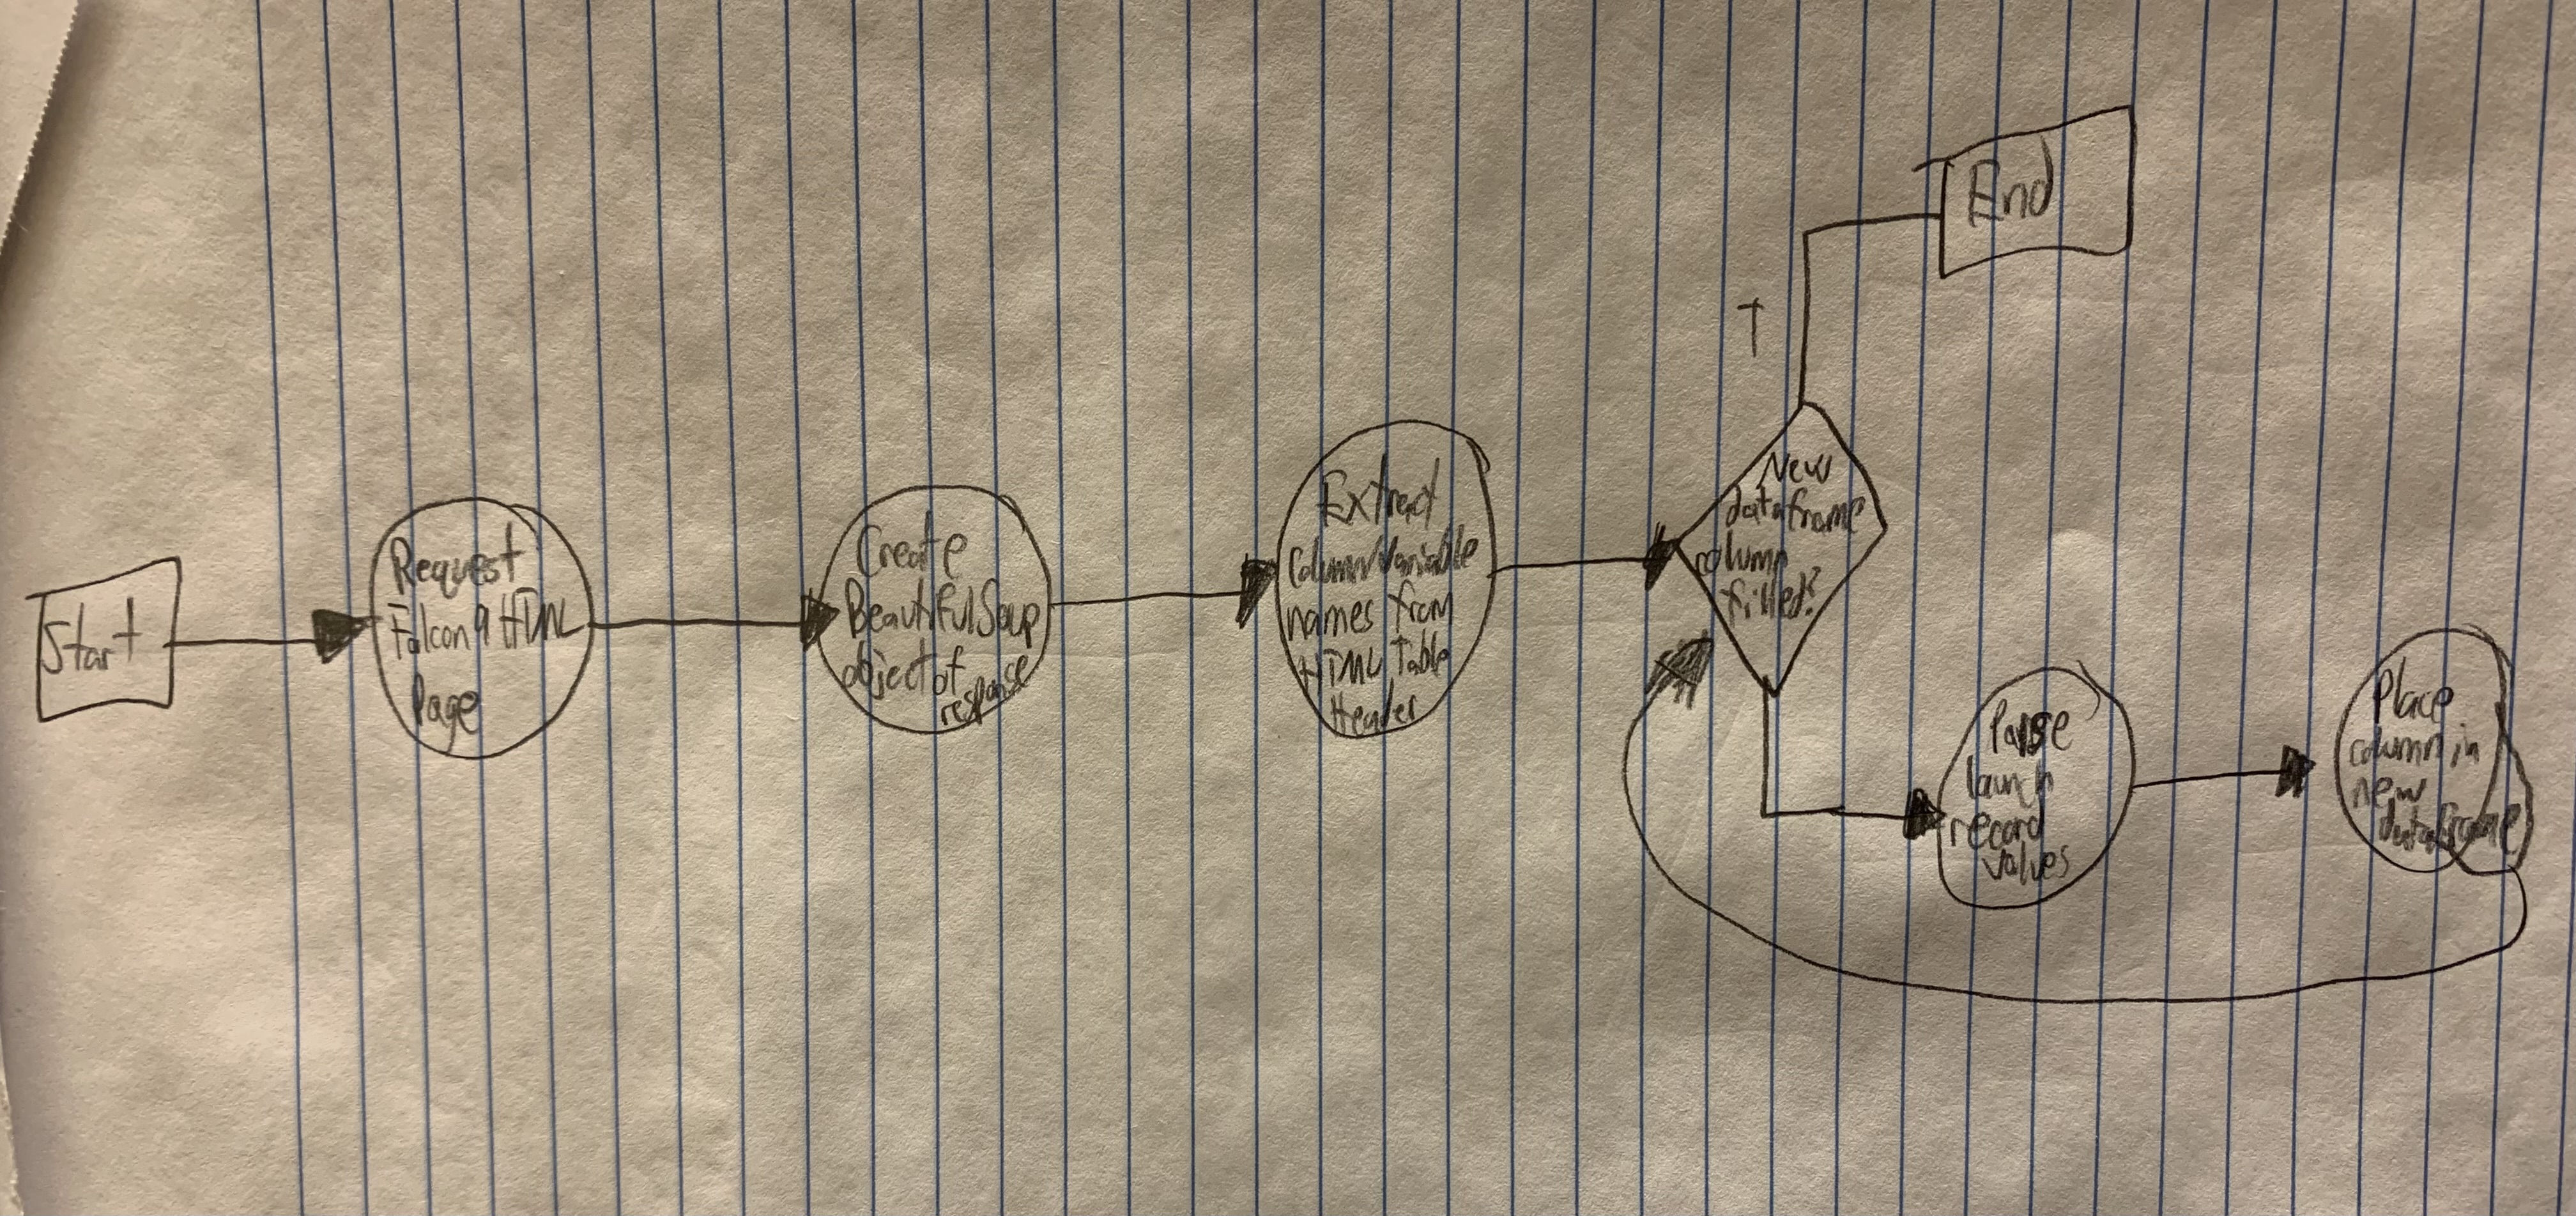 Start
Request
Falcon 9 HTML
Page
Create
BeautifulSoup
object of
response
Extract
Column/Variable
names from
HTML Table
Header
New
dataframe
column
filled?
T
End
Parse
launch
record
values
Place
column in
new
dataframe